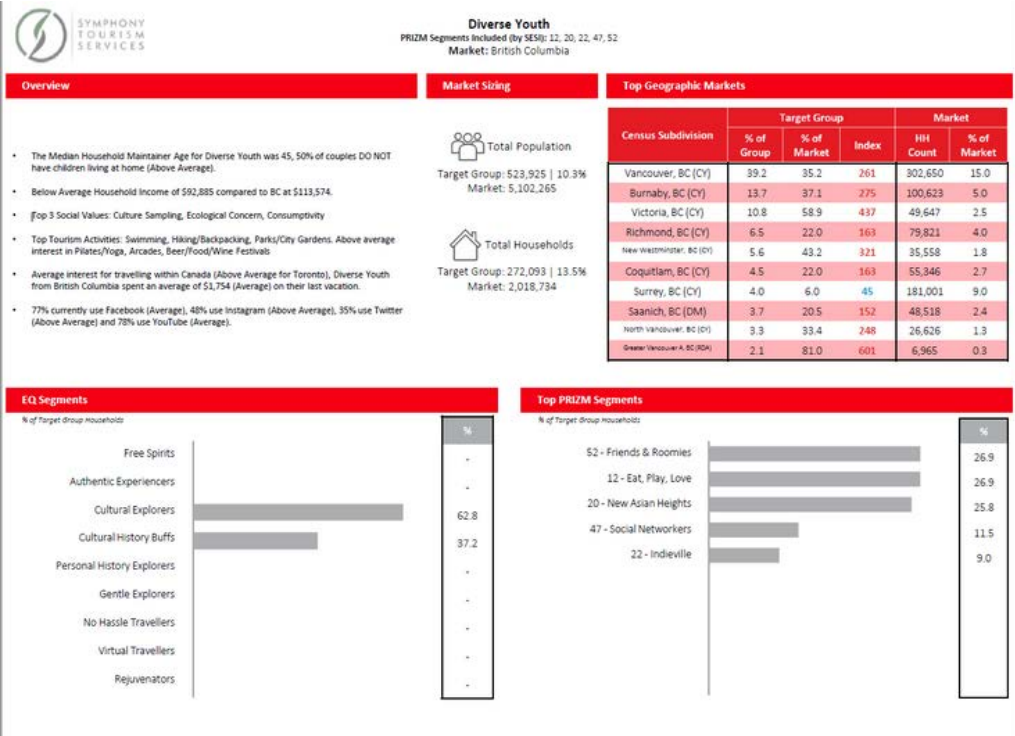 SYMPHONY
TOURISM
SERVICES
Diverse Youth
PRIZM Segments Included (by SESI): 12, 20, 22, 47, 52
Market: British Columbia
Overview
• The Median Household Maintainer Age for Diverse Youth was 45, 50% of couples DO NOT
have children living at home (Above Average).
• Below Average Household Income of $92,885 compared to BC at $113,574.
• Top 3 Social Values: Culture Sampling, Ecological Concern, Consumptivity
• Top Tourism Activities: Swimming, Hiking/Backpacking, Parks/City Gardens. Above average
interest in Pilates/Yoga, Arcades, Beer/Food/Wine Festivals
• Average interest for travelling within Canada (Above Average for Toronto), Diverse Youth
from British Columbia spent an average of $1,754 (Average) on their last vacation.
• 77% currently use Facebook (Average), 48% use Instagram (Above Average), 35% use Twitter
(Above Average) and 78% use YouTube (Average).
Market Sizing
Total Population
Target Group: 523,925 | 10.3%
Market: 5,102,265
Total Households
Target Group: 272,093 | 13.5%
Market: 2,018,734
Top Geographic Markets
Census Subdivision Target Group Market
% of Group % of Market Index HH Count % of Market
Vancouver, BC (CY) 39.2 35.2 261 302,650 15.0
Burnaby, BC (CY) 13.7 37.1 275 100,623 5.0
Victoria, BC (CY) 10.8 58.9 437 49,647 2.5
Richmond, BC (CY) 6.5 22.0 163 79,821 4.0
New Westminster, BC (CY) 5.6 43.2 321 35,558 1.8
Coquitlam, BC (CY) 4.5 22.0 163 55,346 2.7
Surrey, BC (CY) 4.0 6.0 45 181,001 9.0
Saanich, BC (DM) 3.7 20.5 152 48,518 2.4
North Vancouver, BC (CY) 3.3 33.4 248 26,626 1.3
Greater Vancouver A, BC (RDA) 2.1 81.0 601 6,965 0.3
EQ Segments
% of Target Group Households
%
Free Spirits -
Authentic Experiencers -
Cultural Explorers 62.8
Cultural History Buffs 37.2
Personal History Explorers -
Gentle Explorers -
No Hassle Travellers -
Virtual Travellers -
Rejuvenators -
Top PRIZM Segments
% of Target Group Households
%
52 - Friends & Roomies 26.9
12 - Eat, Play, Love 26.9
20 - New Asian Heights 25.8
47 - Social Networkers 11.5
22 - Indieville 9.0